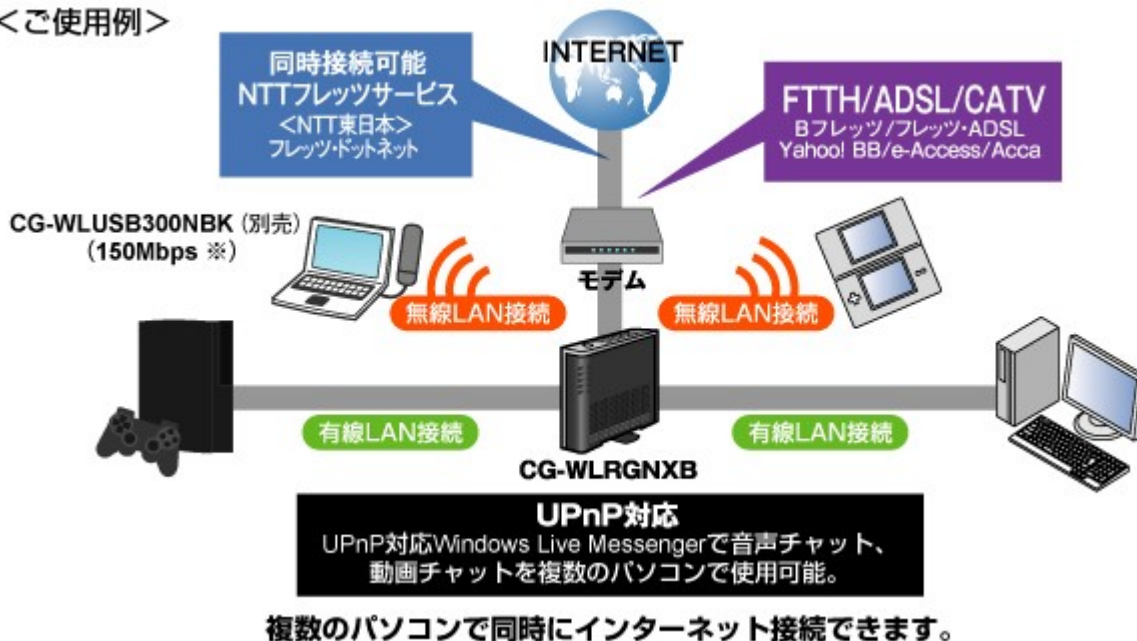 ＜ご使用例＞
INTERNET
同時接続可能
NTTフレッツサービス
＜NTT東日本＞
フレッツ・ドットネット
FTTH/ADSL/CATV
Bフレッツ/フレッツ・ADSL
Yahoo! BB/e-Access/Acca
CG-WLUSB300NBK（別売）
（150Mbps ※）
モデム
無線LAN接続
無線LAN接続
有線LAN接続
有線LAN接続
CG-WLRGNXB
UPnP対応
UPnP対応Windows Live Messengerで音声チャット、
動画チャットを複数のパソコンで使用可能。
複数のパソコンで同時にインターネット接続できます。